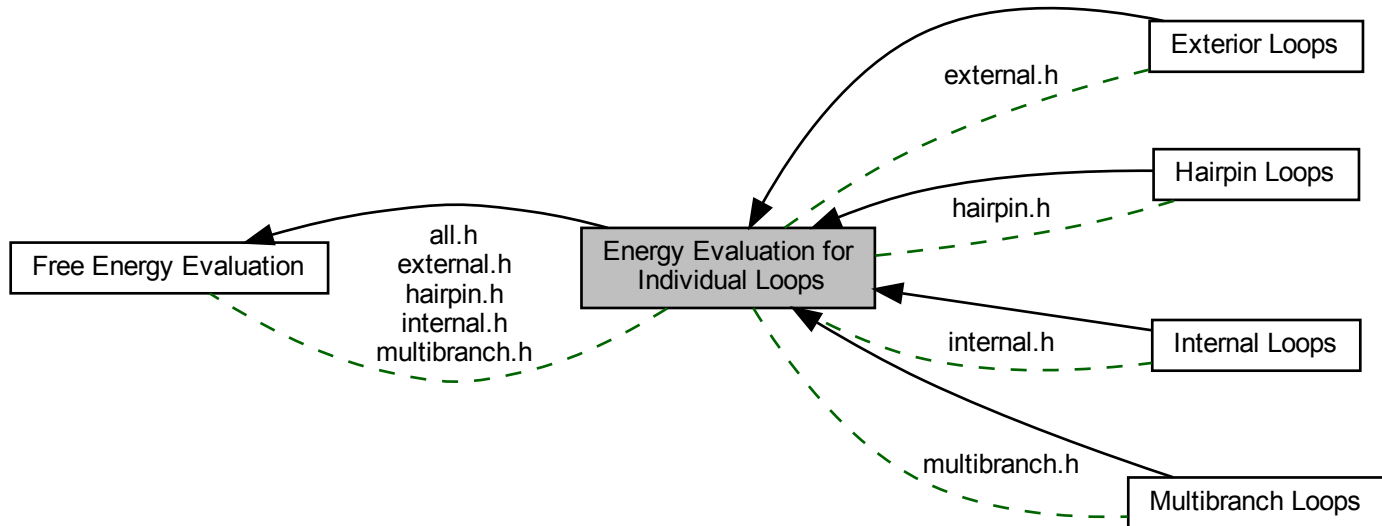 Exterior Loops
external.h
Hairpin Loops
hairpin.h
Free Energy Evaluation
all.h
external.h
hairpin.h
internal.h
multibranch.h
Energy Evaluation for
Individual Loops
internal.h
Internal Loops
multibranch.h
Multibranch Loops